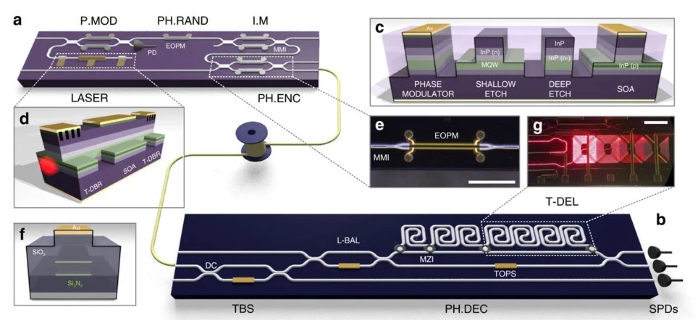 a
P.MOD
PH.RAND
I.M
PD
EOPM
MMI
LASER
PH.ENC
c
Au
InP
InP (n)
MQW
InP (n)
InP (p)
PHASE
MODULATOR
SHALLOW
ETCH
DEEP
ETCH
SOA
d
T-DBR
SOA
T-DBR
e
EOPM
MMI
g
T-DEL
f
Au
SiO₂
Si₃N₄
b
L-BAL
DC
MZI
TOPS
TBS
PH.DEC
SPDs